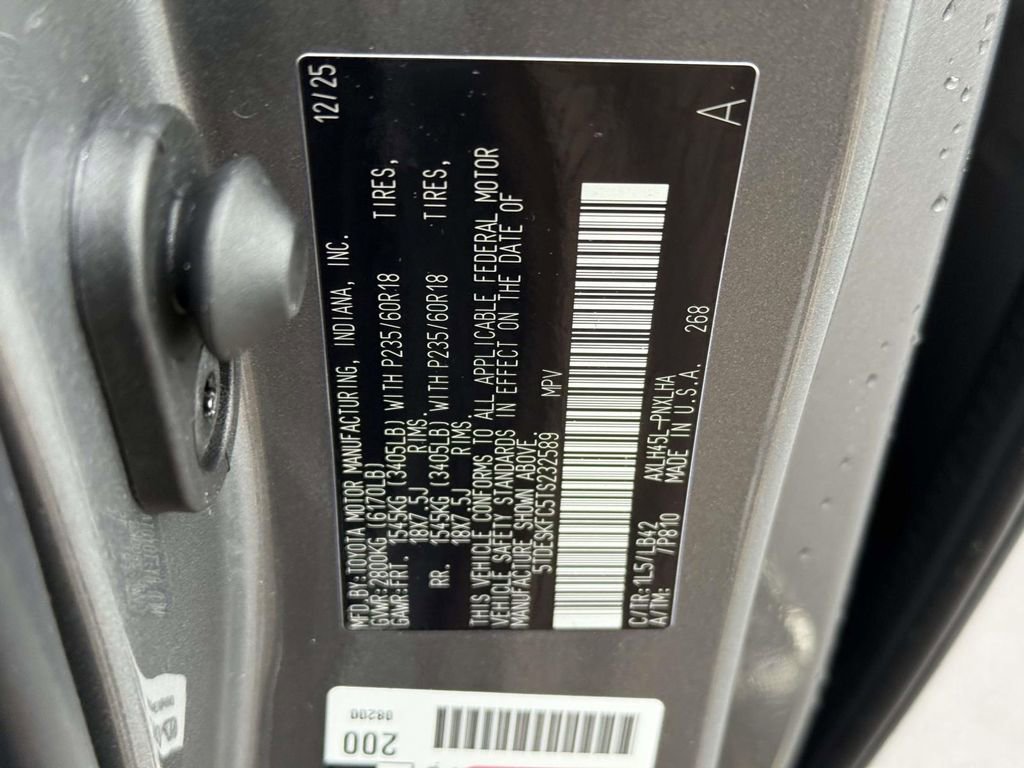 12/25
MFD.BY:TOYOTA MOTOR MANUFACTURING, INDIANA, INC.
GVWR:2800KG (6170LB)
GAWR:FRT. 1545KG (3405LB) WITH P235/60R18 TIRES,
18X7.5J RIMS.
RR. 1545KG (3405LB) WITH P235/60R18 TIRES,
18X7.5J RIMS.
THIS VEHICLE CONFORMS TO ALL APPLICABLE FEDERAL MOTOR
VEHICLE SAFETY STANDARDS IN EFFECT ON THE DATE OF
MANUFACTURE SHOWN ABOVE.
5TDESKFC5TS232589 MPV
C/TR:1L5/LB42 AXLH45L-PNXLHA
A/TM: /P810 MADE IN U.S.A. 268
A
08200
200